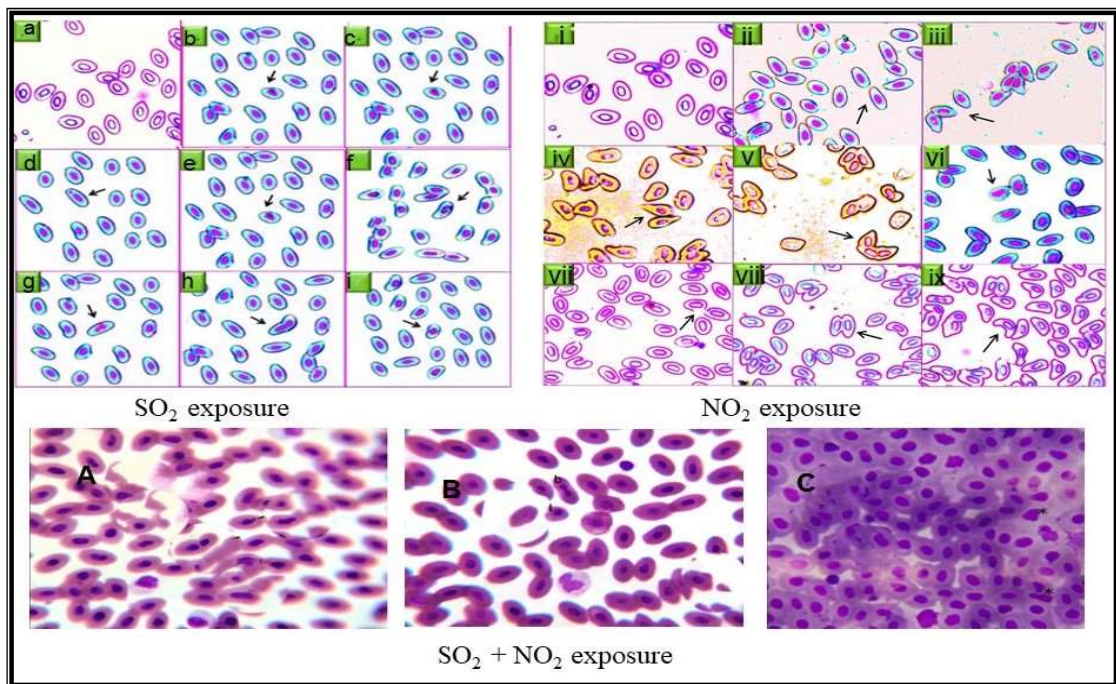 a b c
d e f
g h i
i ii iii
iv v vi
vii viii ix
SO₂ exposure
NO₂ exposure
A B C
SO₂ + NO₂ exposure